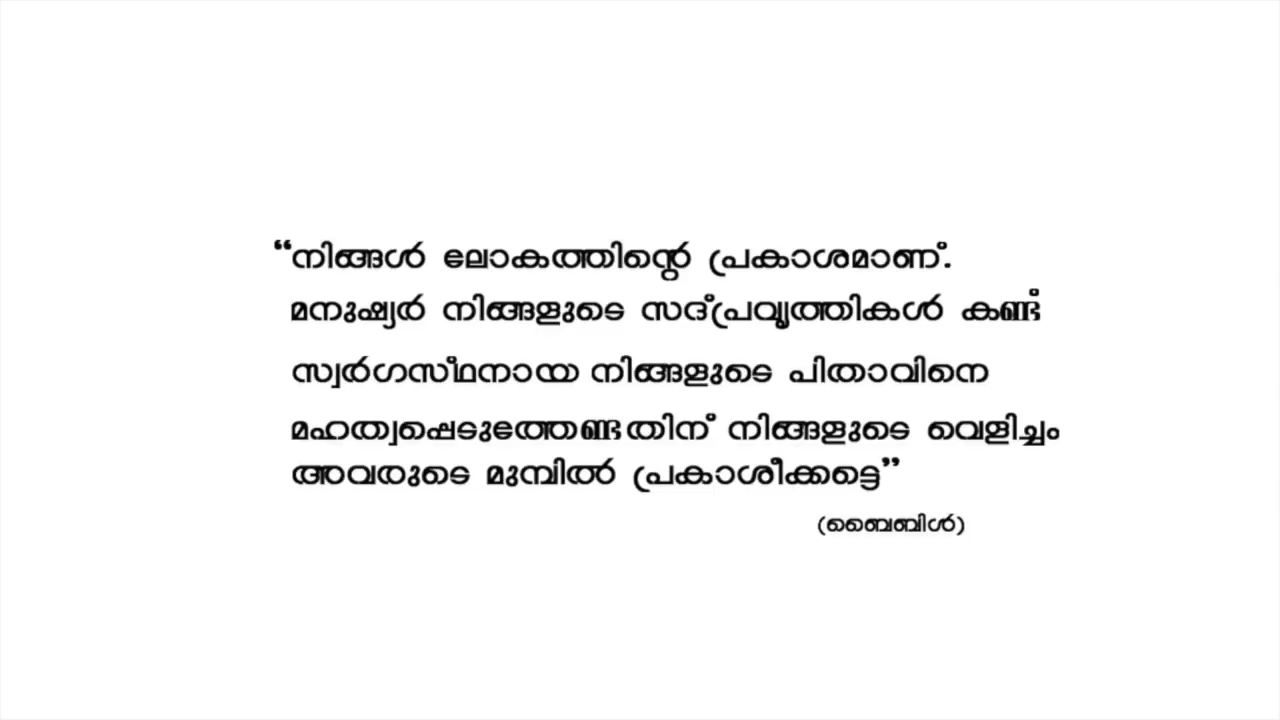 “നിങ്ങൾ ലോകത്തിന്റെ പ്രകാശമാണ്.
മനുഷ്യർ നിങ്ങളുടെ സദ്പ്രവൃത്തികൾ കണ്ട്
സ്വർഗസ്ഥനായ നിങ്ങളുടെ പിതാവിനെ
മഹത്വപ്പെടുത്തേണ്ടതിന് നിങ്ങളുടെ വെളിച്ചം
അവരുടെ മുമ്പിൽ പ്രകാശീക്കട്ടെ”
(ബൈബിൾ)